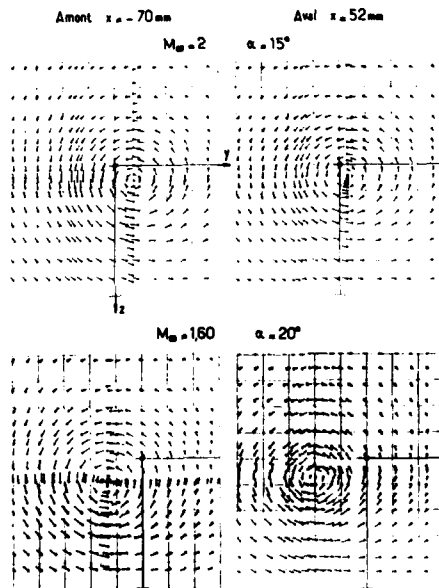 Amont x = -70mm
Aval x = 52mm
M∞ = 2 α = 15°
y
z
M∞ = 1,60 α = 20°